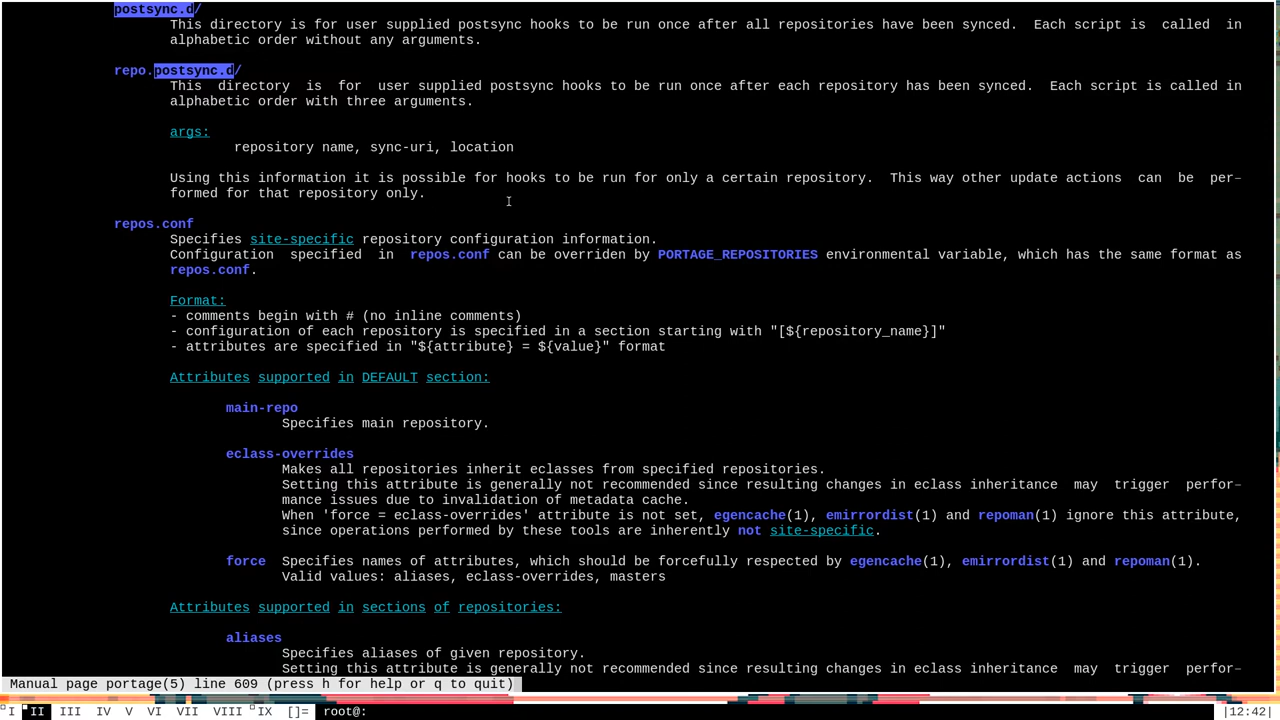 postsync.d/
This directory is for user supplied postsync hooks to be run once after all repositories have been synced.  Each script is  called  in
alphabetic order without any arguments.
repo.postsync.d/
This  directory  is  for  user supplied postsync hooks to be run once after each repository has been synced.  Each script is called in
alphabetic order with three arguments.
args:
repository name, sync-uri, location
Using this information it is possible for hooks to be run for only a certain repository.  This way other update actions  can  be  per‐
formed for that repository only.
repos.conf
Specifies site-specific repository configuration information.
Configuration  specified  in  repos.conf can be overriden by PORTAGE_REPOSITORIES environmental variable, which has the same format as
repos.conf.
Format:
- comments begin with # (no inline comments)
- configuration of each repository is specified in a section starting with "[${repository_name}]"
- attributes are specified in "${attribute} = ${value}" format
Attributes supported in DEFAULT section:
main-repo
Specifies main repository.
eclass-overrides
Makes all repositories inherit eclasses from specified repositories.
Setting this attribute is generally not recommended since resulting changes in eclass inheritance  may  trigger  perfor‐
mance issues due to invalidation of metadata cache.
When 'force = eclass-overrides' attribute is not set, egencache(1), emirrordist(1) and repoman(1) ignore this attribute,
since operations performed by these tools are inherently not site-specific.
force  Specifies names of attributes, which should be forcefully respected by egencache(1), emirrordist(1) and repoman(1).
Valid values: aliases, eclass-overrides, masters
Attributes supported in sections of repositories:
aliases
Specifies aliases of given repository.
Setting this attribute is generally not recommended since resulting changes in eclass inheritance  may  trigger  perfor‐
Manual page portage(5) line 609 (press h for help or q to quit)
I II III IV V VI VII VIII IX []= root@: |12:42|